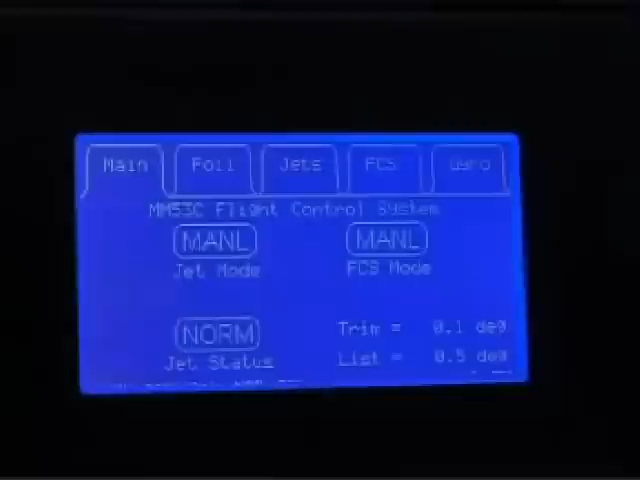 Main Foil Jets FCS Gyro
MM53C Flight Control System
MANL MANL
Jet Mode FCS Mode
NORM Trim = 0.1 deg
Jet Status List = 0.5 deg